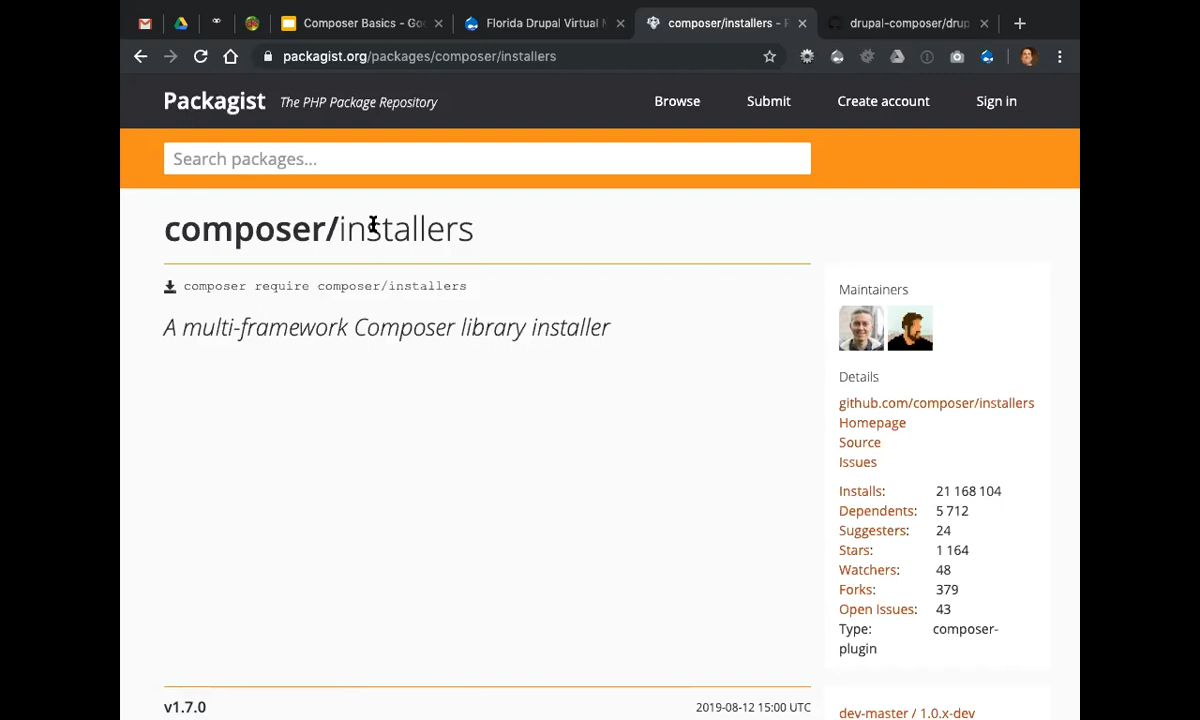 Composer Basics - Goo
Florida Drupal Virtual M
composer/installers - P
drupal-composer/drup
packagist.org/packages/composer/installers
Packagist The PHP Package Repository
Browse
Submit
Create account
Sign in
Search packages...
composer/installers
composer require composer/installers
A multi-framework Composer library installer
Maintainers
Details
github.com/composer/installers
Homepage
Source
Issues
Installs: 21 168 104
Dependents: 5 712
Suggesters: 24
Stars: 1 164
Watchers: 48
Forks: 379
Open Issues: 43
Type: composer-
plugin
v1.7.0
2019-08-12 15:00 UTC
dev-master / 1.0.x-dev